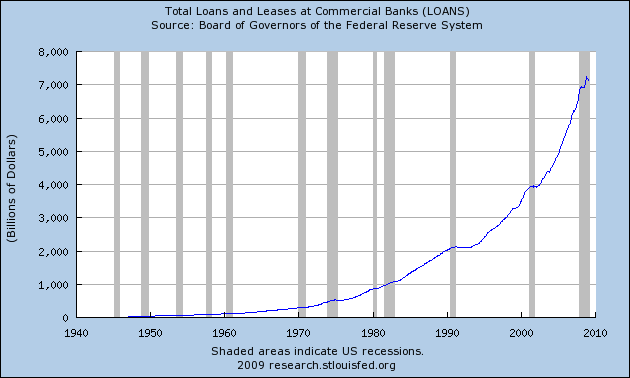 Total Loans and Leases at Commercial Banks (LOANS)
Source: Board of Governors of the Federal Reserve System
(Billions of Dollars)
8,000
7,000
6,000
5,000
4,000
3,000
2,000
1,000
0
1940 1950 1960 1970 1980 1990 2000 2010
Shaded areas indicate US recessions.
2009 research.stlouisfed.org